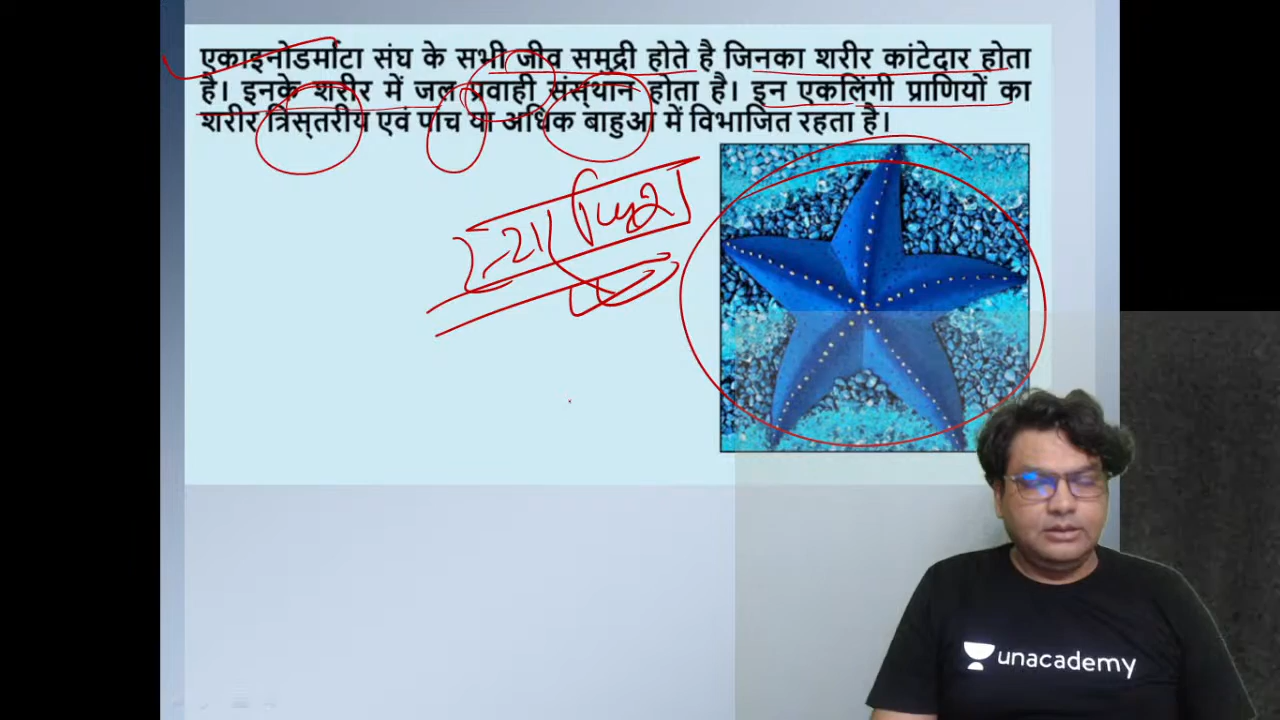 एकाइनोडर्माटा संघ के सभी जीव समुद्री होते है जिनका शरीर कांटेदार होता
है। इनके शरीर में जल प्रवाही संस्थान होता है। इन एकलिंगी प्राणियों का
शरीर त्रिस्तरीय एवं पांच या अधिक बाहुओं में विभाजित रहता है।
unacademy